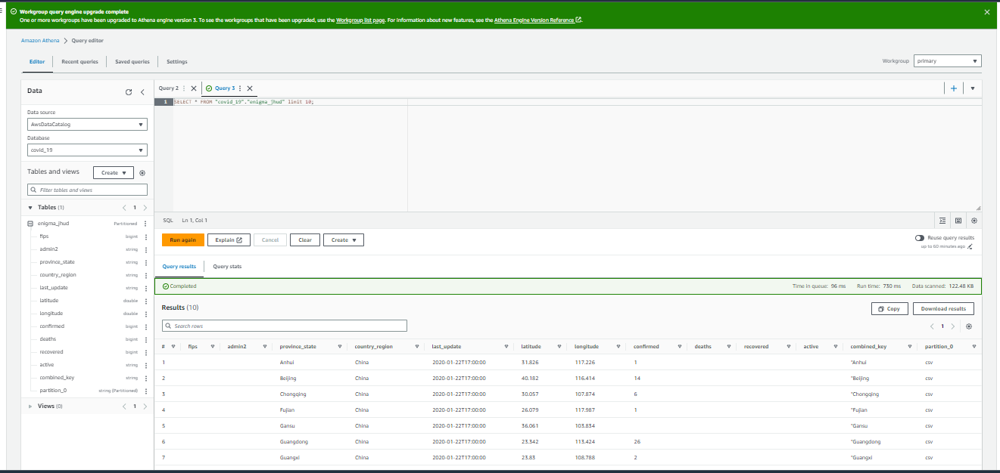 Workgroup query engine upgrade complete
One or more workgroups have been upgraded to Athena engine version 3. To see the workgroups that have been upgraded, use the Workgroup list page. For information about new features, see the Athena Engine Version Reference.
Amazon Athena > Query editor
Editor Recent queries Saved queries Settings
Workgroup primary
Data
Data source
AwsDataCatalog
Database
covid_19
Tables and views Create
Filter tables and views
Tables (1) < 1 >
enigma_jhud Partitioned
fips bigint
admin2 string
province_state string
country_region string
last_update string
latitude double
longitude double
confirmed bigint
deaths bigint
recovered bigint
active string
combined_key string
partition_0 string (Partitioned)
Views (0) < 1 >
Query 2 Query 3
1 SELECT * FROM "covid_19"."enigma_jhud" limit 10;
SQL Ln 1, Col 1
Run again Explain Cancel Clear Create
Reuse query results
up to 60 minutes ago
Query results Query stats
Completed Time in queue: 96 ms Run time: 730 ms Data scanned: 122.48 KB
Results (10) Copy Download results
Search rows < 1 >
# fips admin2 province_state country_region last_update latitude longitude confirmed deaths recovered active combined_key partition_0
1 Anhui China 2020-01-22T17:00:00 31.826 117.226 1 "Anhui csv
2 Beijing China 2020-01-22T17:00:00 40.182 116.414 14 "Beijing csv
3 Chongqing China 2020-01-22T17:00:00 30.057 107.874 6 "Chongqing csv
4 Fujian China 2020-01-22T17:00:00 26.079 117.987 1 "Fujian csv
5 Gansu China 2020-01-22T17:00:00 36.061 103.834 "Gansu csv
6 Guangdong China 2020-01-22T17:00:00 23.342 113.424 26 "Guangdong csv
7 Guangxi China 2020-01-22T17:00:00 23.83 108.788 2 "Guangxi csv